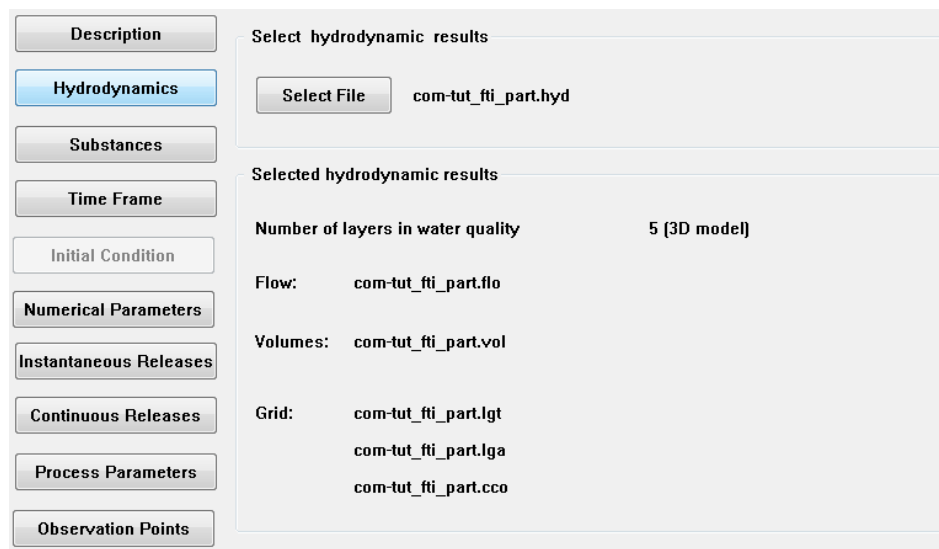 Description
Hydrodynamics
Substances
Time Frame
Initial Condition
Numerical Parameters
Instantaneous Releases
Continuous Releases
Process Parameters
Observation Points
Select hydrodynamic results
Select File com-tut_fti_part.hyd
Selected hydrodynamic results
Number of layers in water quality 5 (3D model)
Flow: com-tut_fti_part.flo
Volumes: com-tut_fti_part.vol
Grid: com-tut_fti_part.lgt
com-tut_fti_part.lga
com-tut_fti_part.cco